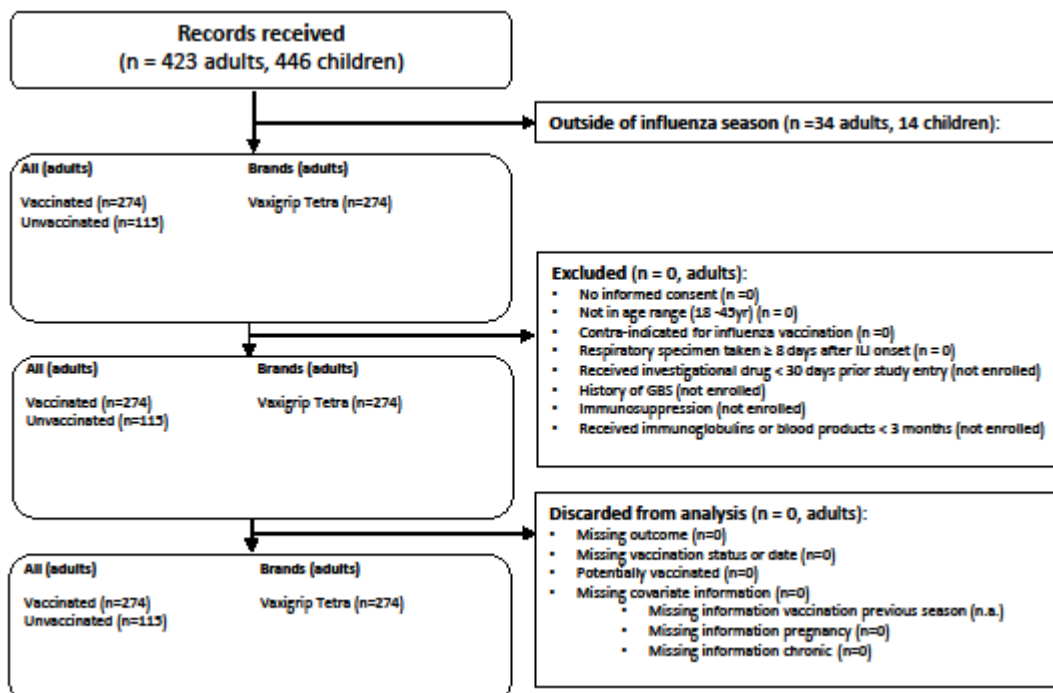 Records received
(n = 423 adults, 446 children)
Outside of influenza season (n =34 adults, 14 children):
All (adults) Brands (adults)
Vaccinated (n=274) Vaxigrip Tetra (n=274)
Unvaccinated (n=115)
Excluded (n = 0, adults):
▪ No informed consent (n =0)
▪ Not in age range (18 -45yr) (n = 0)
▪ Contra-indicated for influenza vaccination (n =0)
▪ Respiratory specimen taken ≥ 8 days after ILI onset (n = 0)
▪ Received investigational drug < 30 days prior study entry (not enrolled)
▪ History of GBS (not enrolled)
▪ Immunosuppression (not enrolled)
▪ Received immunoglobulins or blood products < 3 months (not enrolled)
All (adults) Brands (adults)
Vaccinated (n=274) Vaxigrip Tetra (n=274)
Unvaccinated (n=115)
Discarded from analysis (n = 0, adults):
▪ Missing outcome (n=0)
▪ Missing vaccination status or date (n=0)
▪ Potentially vaccinated (n=0)
▪ Missing covariate information (n=0)
▪ Missing information vaccination previous season (n.a.)
▪ Missing information pregnancy (n=0)
▪ Missing information chronic (n=0)
All (adults) Brands (adults)
Vaccinated (n=274) Vaxigrip Tetra (n=274)
Unvaccinated (n=115)